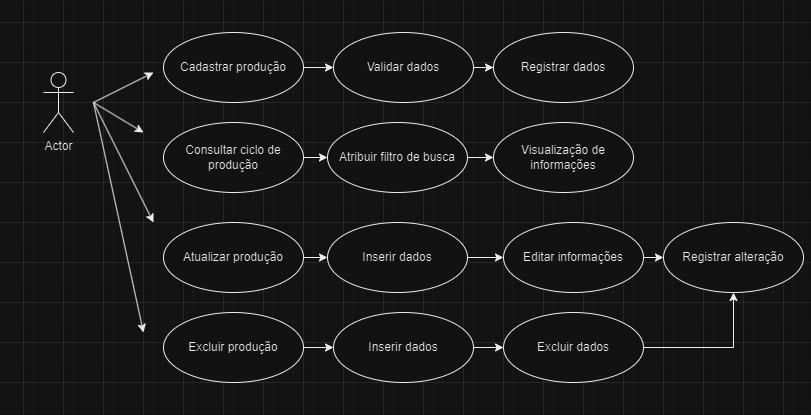 Actor
Cadastrar produção
Validar dados
Registrar dados
Consultar ciclo de
produção
Atribuir filtro de busca
Visualização de
informações
Atualizar produção
Inserir dados
Editar informações
Registrar alteração
Excluir produção
Inserir dados
Excluir dados